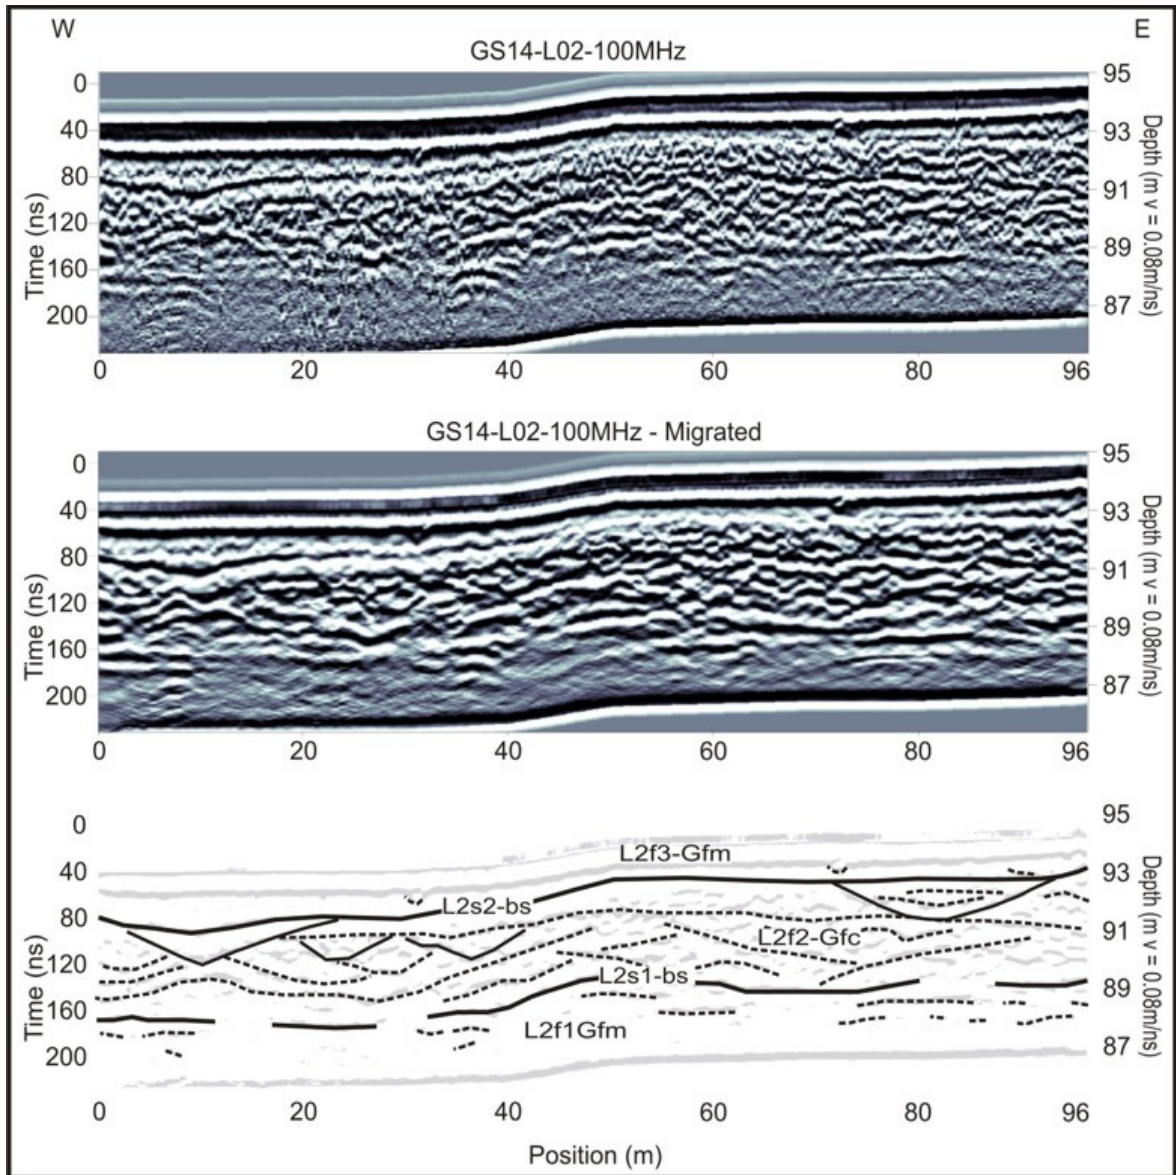 W E
GS14-L02-100MHz
0
40
80
120
160
200
Time (ns)
95
93
91
89
87
Depth (m v = 0.08m/ns)
0 20 40 60 80 96
GS14-L02-100MHz - Migrated
0
40
80
120
160
200
Time (ns)
95
93
91
89
87
Depth (m v = 0.08m/ns)
0 20 40 60 80 96
0
40
80
120
160
200
Time (ns)
L2f3-Gfm
L2s2-bs
L2f2-Gfc
L2s1-bs
L2f1Gfm
95
93
91
89
87
Depth (m v = 0.08m/ns)
0 20 40 60 80 96
Position (m)